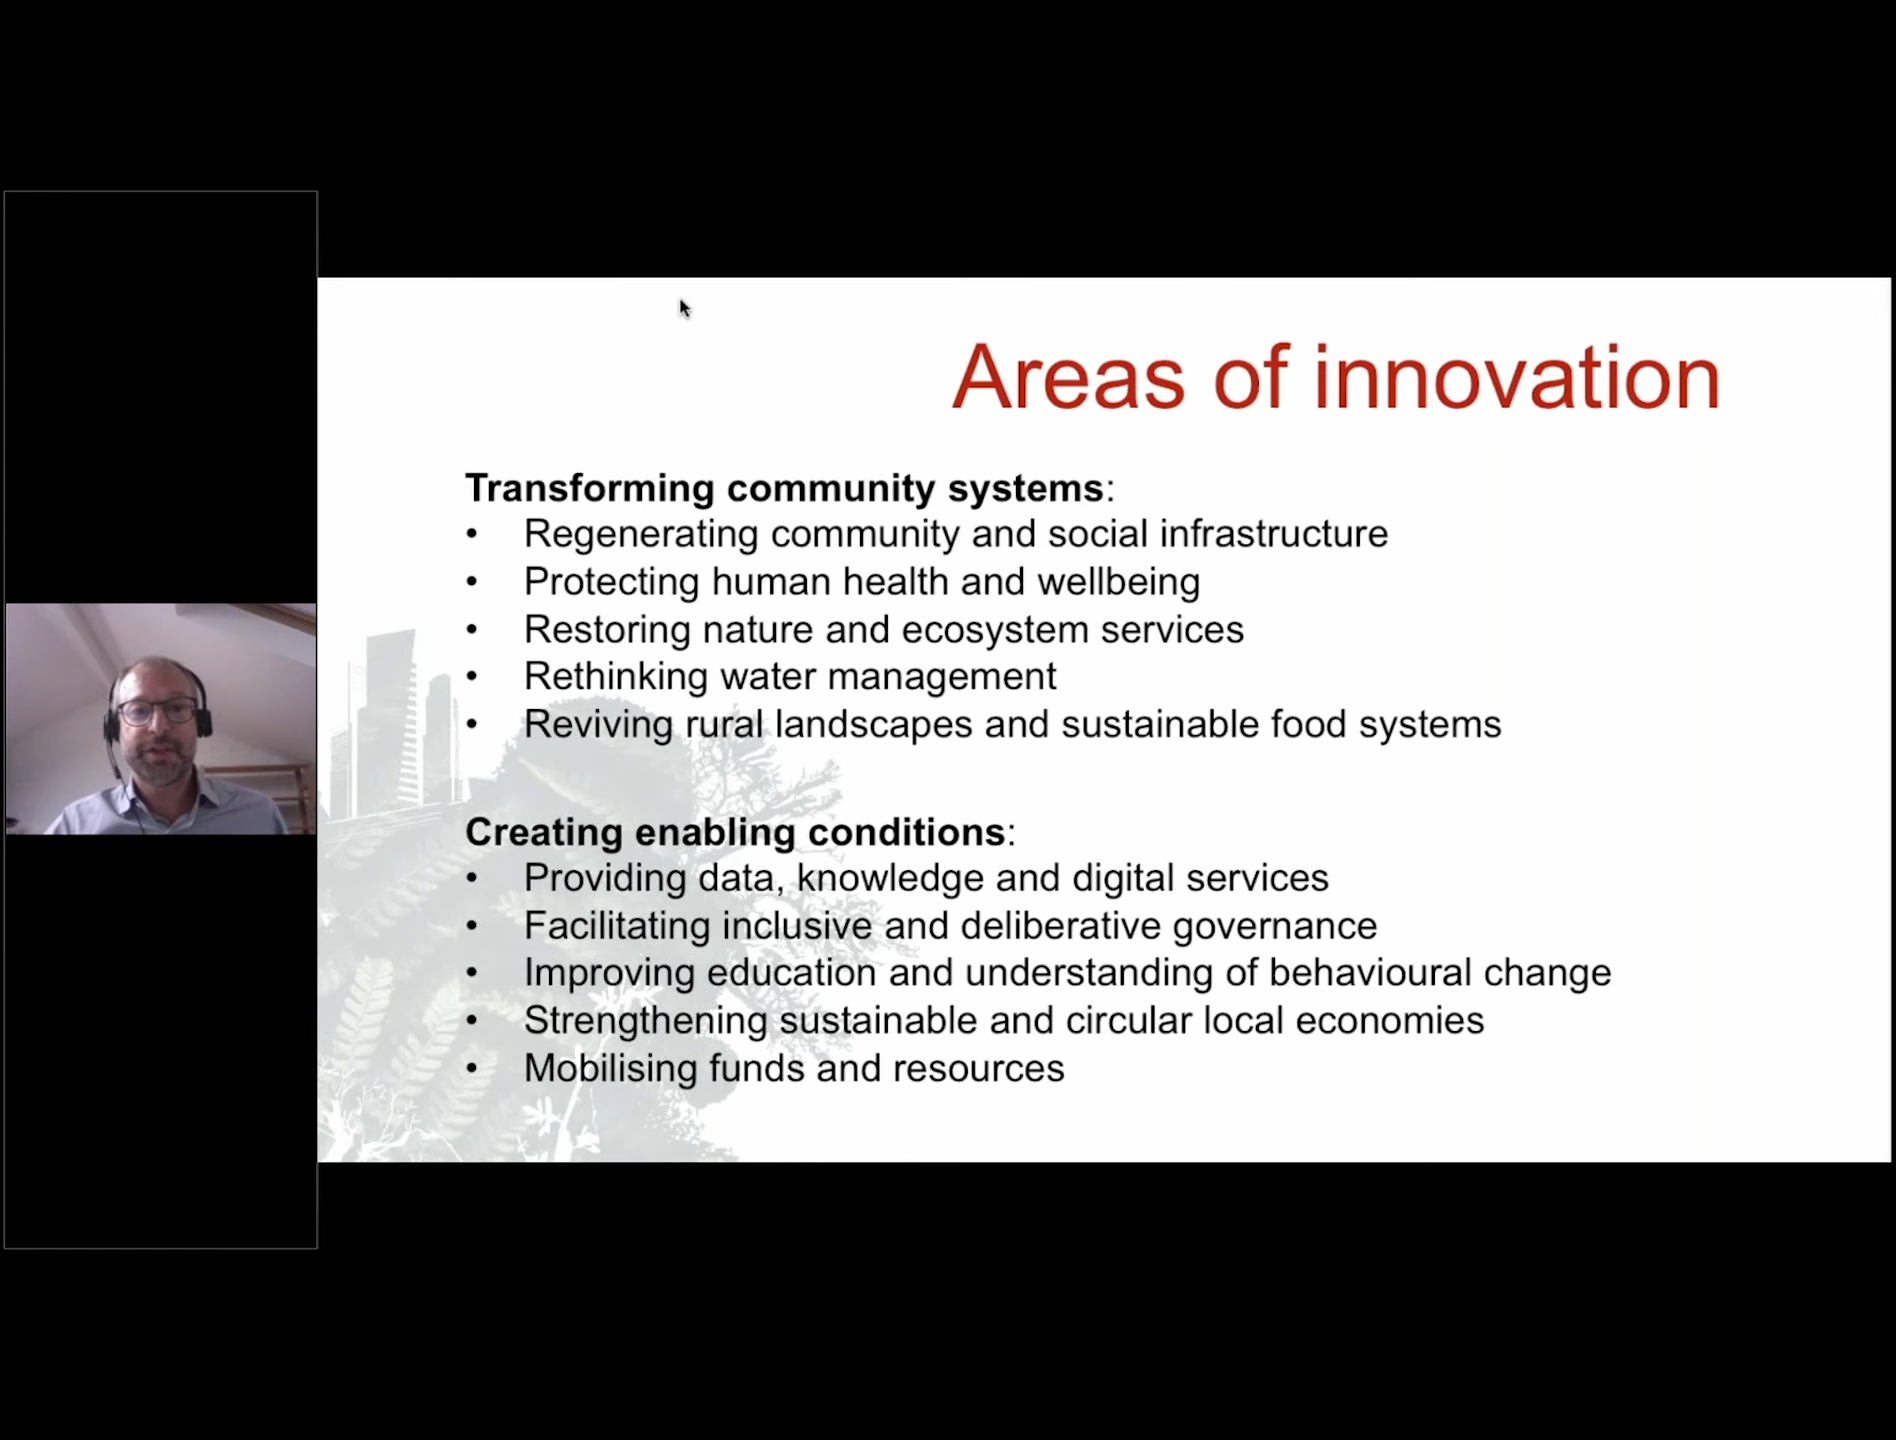 Areas of innovation
Transforming community systems:
• Regenerating community and social infrastructure
• Protecting human health and wellbeing
• Restoring nature and ecosystem services
• Rethinking water management
• Reviving rural landscapes and sustainable food systems
Creating enabling conditions:
• Providing data, knowledge and digital services
• Facilitating inclusive and deliberative governance
• Improving education and understanding of behavioural change
• Strengthening sustainable and circular local economies
• Mobilising funds and resources